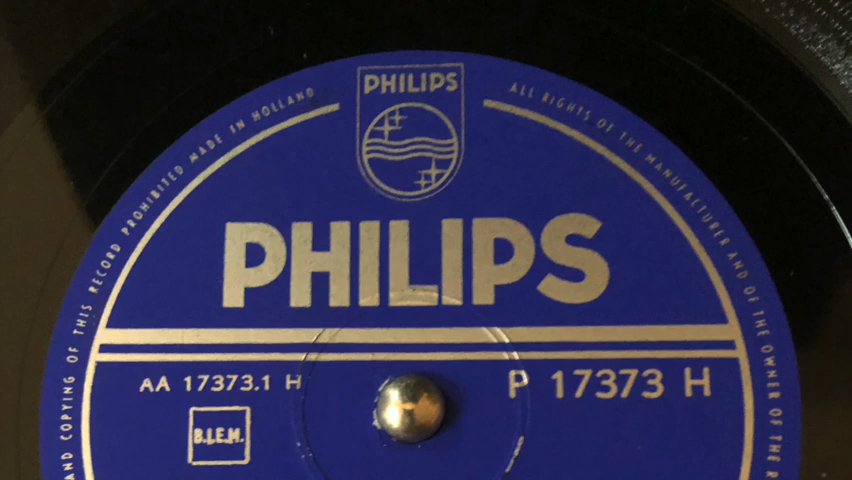 AND COPYING OF THIS RECORD PROHIBITED MADE IN HOLLAND
PHILIPS
ALL RIGHTS OF THE MANUFACTURER AND OF THE OWNER OF THE R
PHILIPS
AA 17373.1 H
P 17373 H
B.I.E.M.